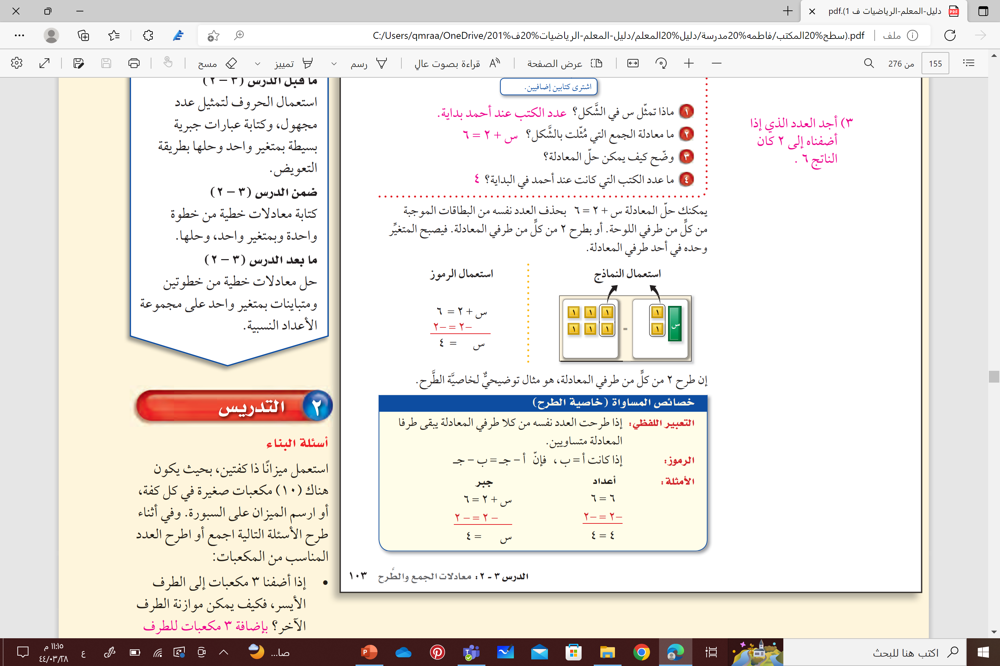 دليل-المعلم-الرياضيات ف 1).pdf
ملف
C:/Users/qmraa/OneDrive/سطح%20المكتب/فاطمه%20مدرسة/دليل%20المعلم/دليل-المعلم-الرياضيات%20ف%201).pdf
155
من 276
عرض الصفحة
قراءة بصوت عالٍ
رسم
تمييز
مسح
اشترى كتابين إضافيين.
١ ماذا تمثّل س في الشَّكل؟ عدد الكتب عند أحمد بداية.
٢ ما معادلة الجمع التي مُثّلت بالشَّكل؟ س + ٢ = ٦
٣ وضّح كيف يمكن حلّ المعادلة؟
٤ ما عدد الكتب التي كانت عند أحمد في البداية؟ ٤
٣) أجد العدد الذي إذا
أضفناه إلى ٢ كان
الناتج ٦ .
يمكنك حلّ المعادلة س + ٢ = ٦ بحذف العدد نفسه من البطاقات الموجبة
من كلٍّ من طرفي اللوحة. أو بطرح ٢ من كلٍّ من طرفي المعادلة. فيصبح المتغيِّر
وحده في أحد طرفي المعادلة.
استعمال النماذج
س ١ = ١ ١ ١
١ ١ ١ ١
استعمال الرموز
س + ٢ = ٦
−٢ = −٢
س = ٤
إن طرح ٢ من كلٍّ من طرفي المعادلة، هو مثال توضيحيٌّ لخاصيَّة الطَّرح.
خصائص المساواة (خاصية الطرح)
التعبير اللفظي: إذا طرحت العدد نفسه من كلا طرفي المعادلة يبقى طرفا
المعادلة متساويين.
الرموز: إذا كانت أ = ب ، فإنّ أ − جـ = ب − جـ
الأمثلة: أعداد جبر
٦ = ٦ س + ٢ = ٦
−٢ = −٢ − ٢ = − ٢
٤ = ٤ س = ٤
الدرس ٣ - ٢ : معادلات الجمع والطَّرح ١٠٣
ما قبل الدرس (٣ − ٢)
استعمال الحروف لتمثيل عدد
مجهول، وكتابة عبارات جبرية
بسيطة بمتغير واحد وحلها بطريقة
التعويض.
ضمن الدرس (٣ − ٢)
كتابة معادلات خطية من خطوة
واحدة وبمتغير واحد، وحلها.
ما بعد الدرس (٣ − ٢)
حل معادلات خطية من خطوتين
ومتباينات بمتغير واحد على مجموعة
الأعداد النسبية.
٢ التدريس
أسئلة البناء
استعمل ميزانًا ذا كفتين، بحيث يكون
هناك (١٠) مكعبات صغيرة في كل كفة،
أو ارسم الميزان على السبورة. وفي أثناء
طرح الأسئلة التالية اجمع أو اطرح العدد
المناسب من المكعبات:
• إذا أضفنا ٣ مكعبات إلى الطرف
الأيسر، فكيف يمكن موازنة الطرف
الآخر؟ بإضافة ٣ مكعبات للطرف
اكتب هنا للبحث
صا...
ع
١١:١٥ م
٤٤/٠٣/٢٨